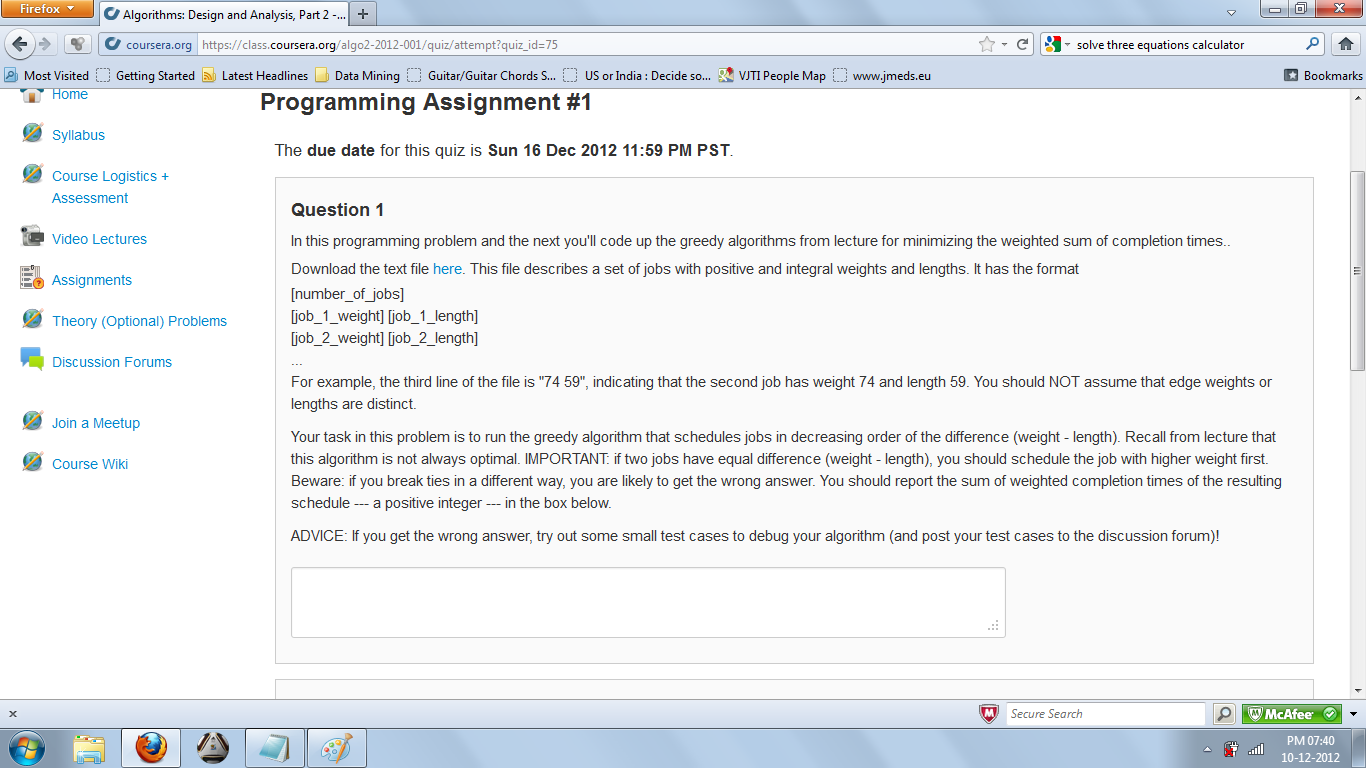 Firefox
Algorithms: Design and Analysis, Part 2 -...
coursera.org
https://class.coursera.org/algo2-2012-001/quiz/attempt?quiz_id=75
solve three equations calculator
Most Visited Getting Started Latest Headlines Data Mining Guitar/Guitar Chords S... US or India : Decide so... VJTI People Map www.jmeds.eu Bookmarks
Home
Syllabus
Course Logistics +
Assessment
Video Lectures
Assignments
Theory (Optional) Problems
Discussion Forums
Join a Meetup
Course Wiki
Programming Assignment #1
The due date for this quiz is Sun 16 Dec 2012 11:59 PM PST.
Question 1
In this programming problem and the next you'll code up the greedy algorithms from lecture for minimizing the weighted sum of completion times..
Download the text file here. This file describes a set of jobs with positive and integral weights and lengths. It has the format
[number_of_jobs]
[job_1_weight] [job_1_length]
[job_2_weight] [job_2_length]
...
For example, the third line of the file is "74 59", indicating that the second job has weight 74 and length 59. You should NOT assume that edge weights or
lengths are distinct.
Your task in this problem is to run the greedy algorithm that schedules jobs in decreasing order of the difference (weight - length). Recall from lecture that
this algorithm is not always optimal. IMPORTANT: if two jobs have equal difference (weight - length), you should schedule the job with higher weight first.
Beware: if you break ties in a different way, you are likely to get the wrong answer. You should report the sum of weighted completion times of the resulting
schedule --- a positive integer --- in the box below.
ADVICE: If you get the wrong answer, try out some small test cases to debug your algorithm (and post your test cases to the discussion forum)!
x
Secure Search
McAfee
PM 07:40
10-12-2012